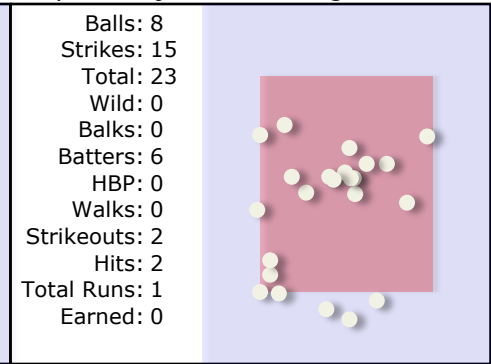 Balls: 8
Strikes: 15
Total: 23
Wild: 0
Balks: 0
Batters: 6
HBP: 0
Walks: 0
Strikeouts: 2
Hits: 2
Total Runs: 1
Earned: 0